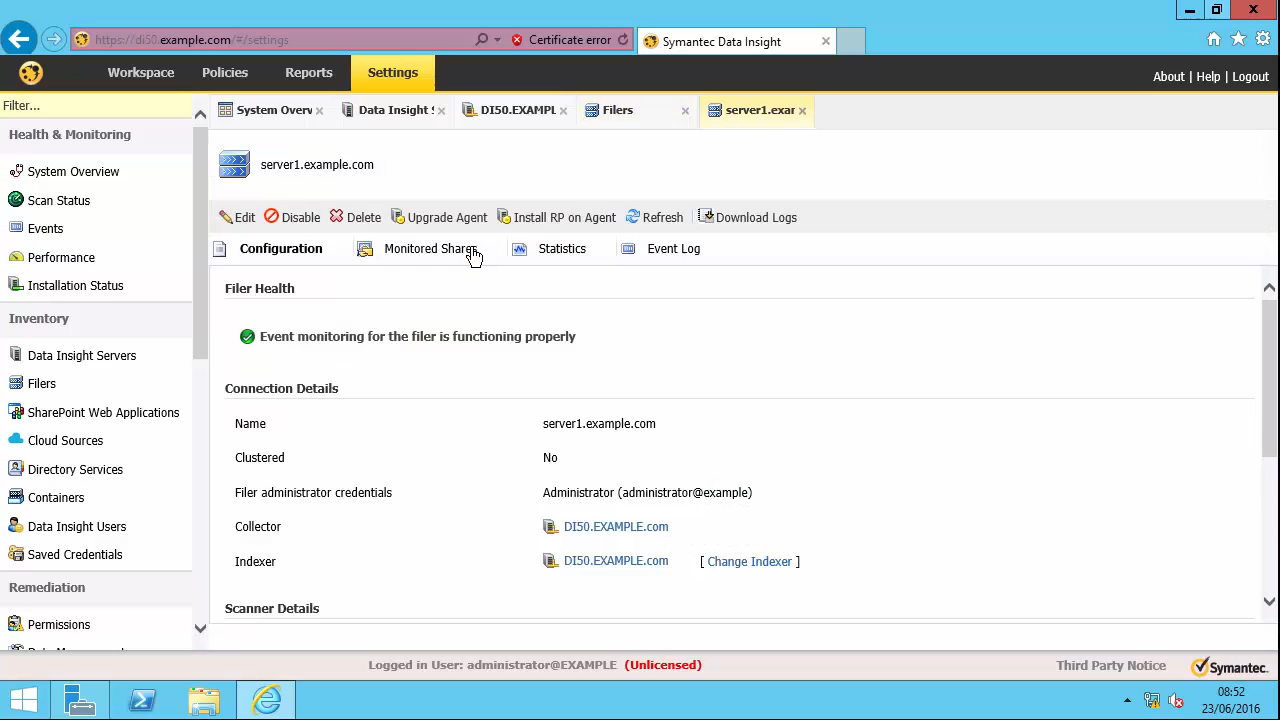 https://di50.example.com/#/settings
Certificate error
Symantec Data Insight
Workspace
Policies
Reports
Settings
About | Help | Logout
Filter...
System Overv
Data Insight S
DI50.EXAMPL
Filers
server1.exar
Health & Monitoring
System Overview
Scan Status
Events
Performance
Installation Status
Inventory
Data Insight Servers
Filers
SharePoint Web Applications
Cloud Sources
Directory Services
Containers
Data Insight Users
Saved Credentials
Remediation
Permissions
server1.example.com
Edit
Disable
Delete
Upgrade Agent
Install RP on Agent
Refresh
Download Logs
Configuration
Monitored Shares
Statistics
Event Log
Filer Health
Event monitoring for the filer is functioning properly
Connection Details
Name server1.example.com
Clustered No
Filer administrator credentials Administrator (administrator@example)
Collector DI50.EXAMPLE.com
Indexer DI50.EXAMPLE.com [ Change Indexer ]
Scanner Details
Logged in User: administrator@EXAMPLE (Unlicensed)
Third Party Notice
Symantec.
08:52
23/06/2016